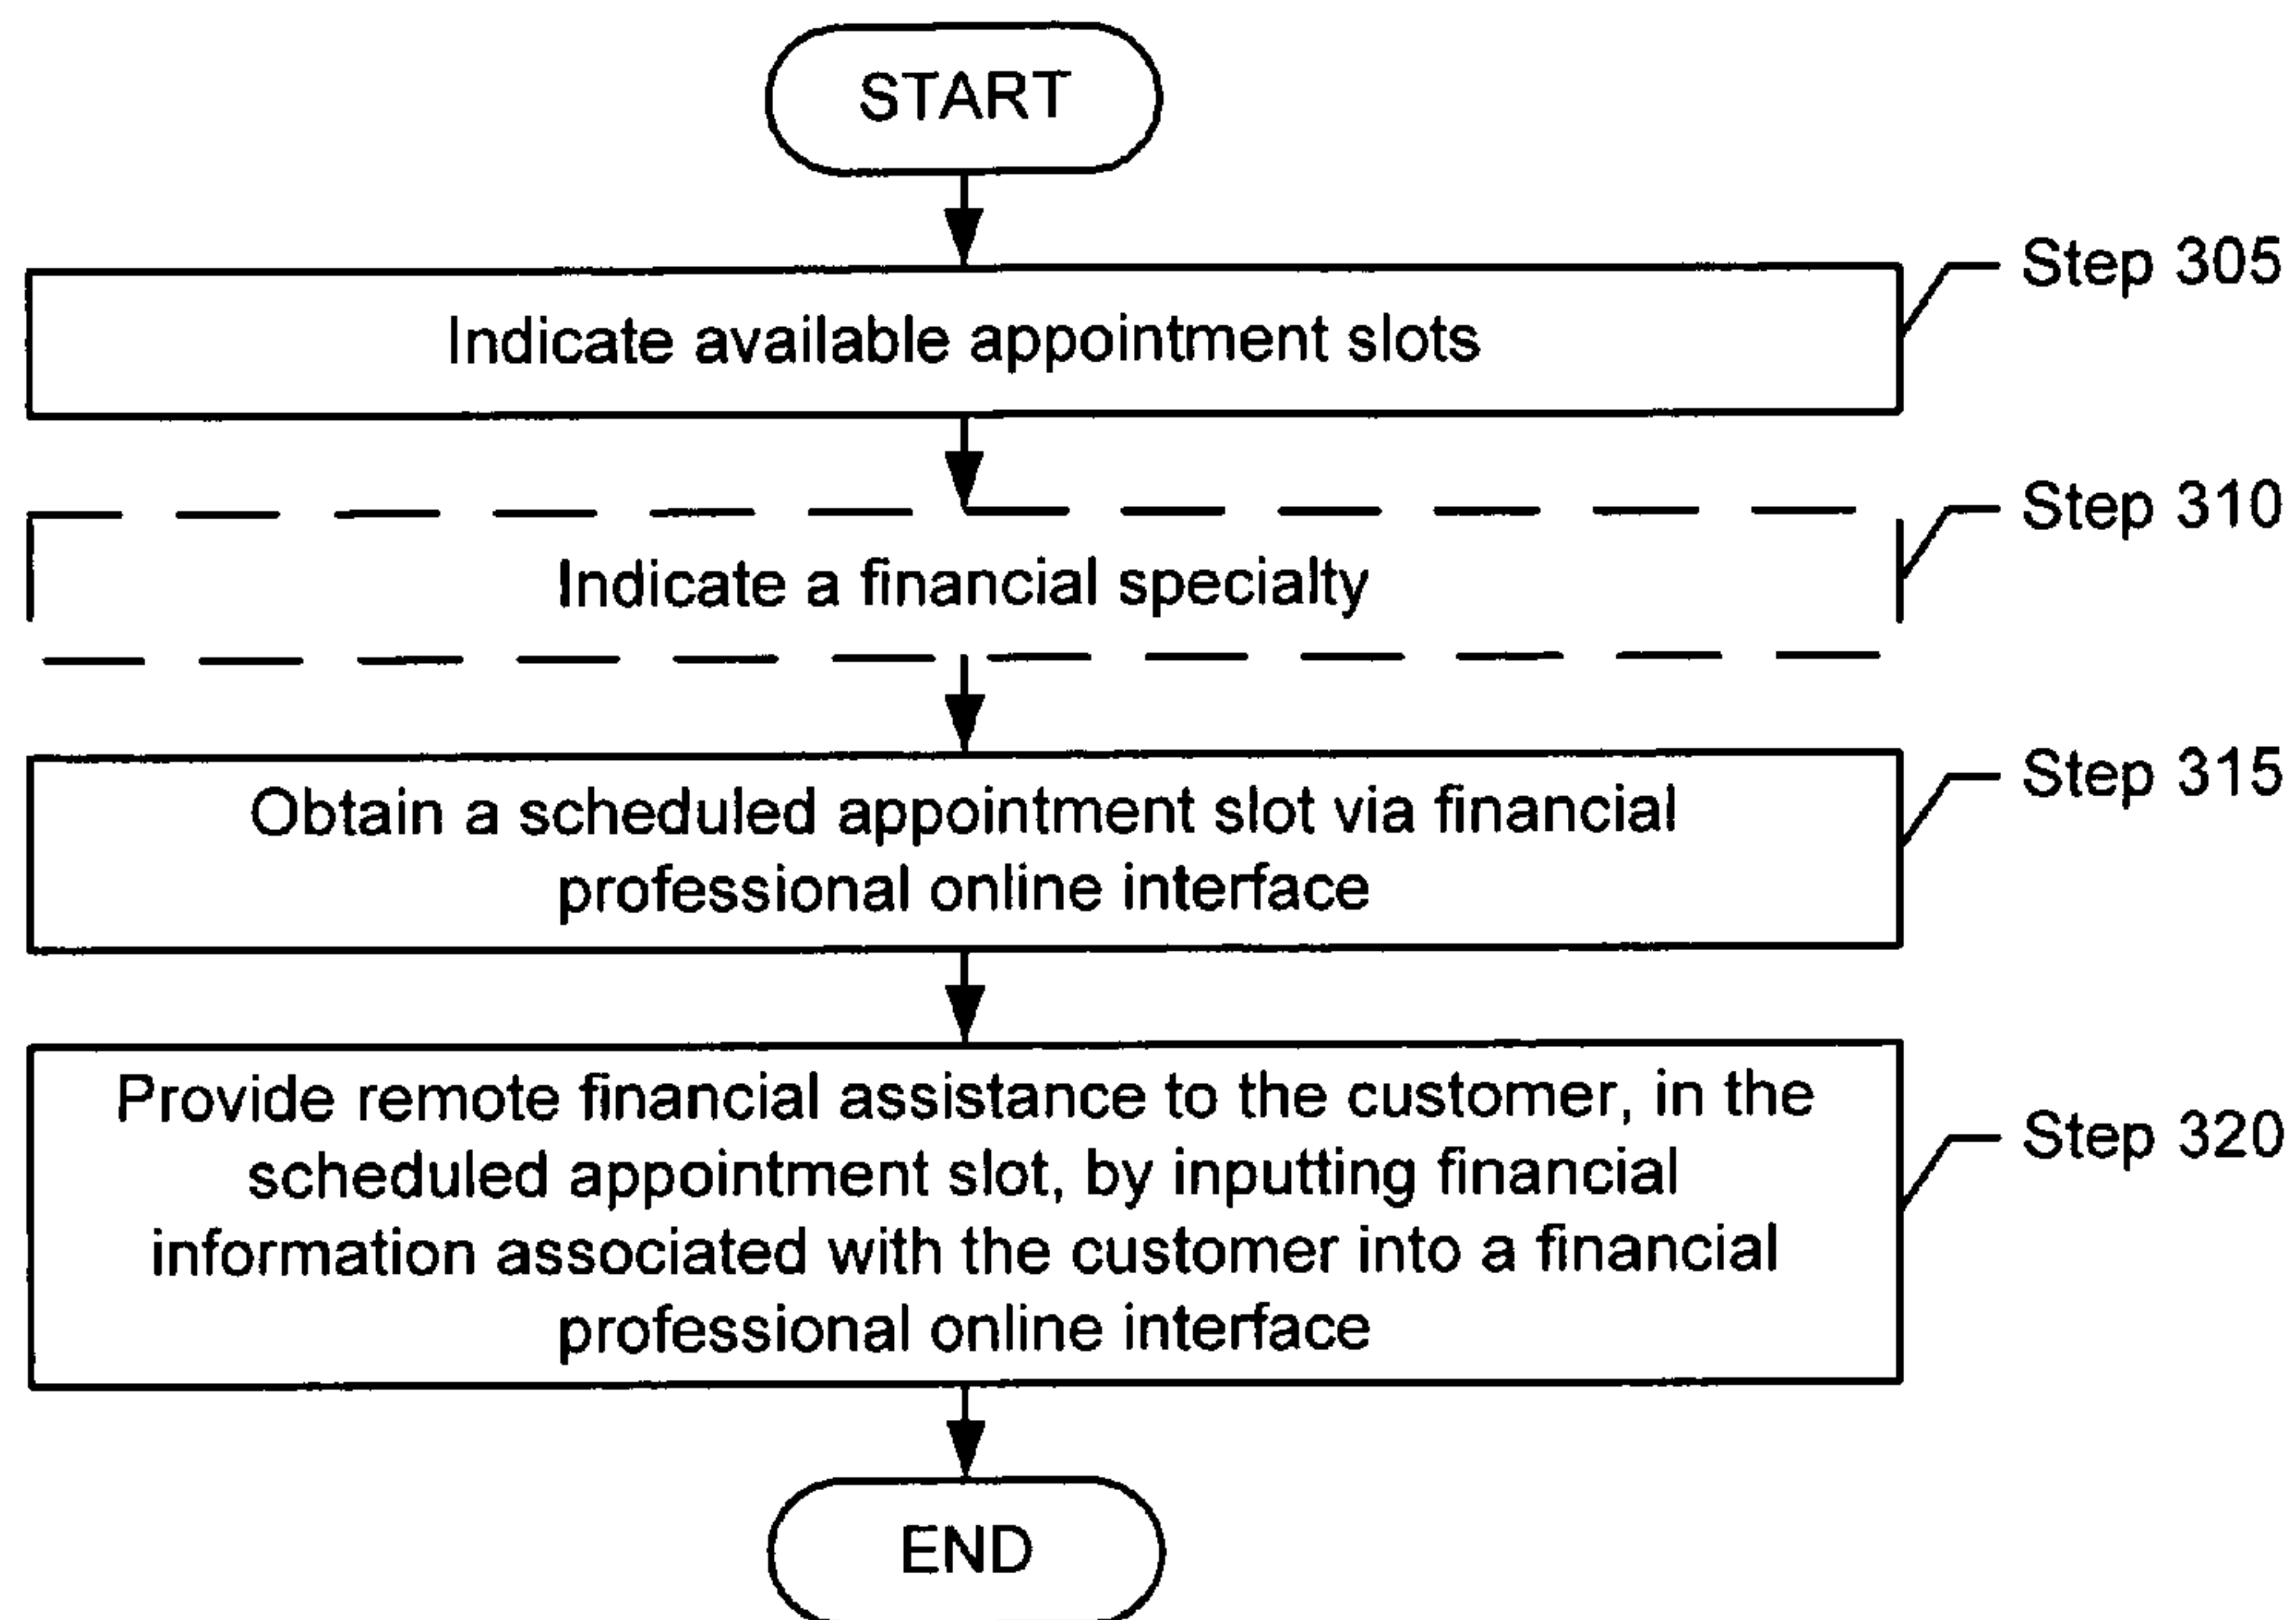 START
Step 305
Indicate available appointment slots
Step 310
Indicate a financial specialty
Step 315
Obtain a scheduled appointment slot via financial
professional online interface
Provide remote financial assistance to the customer, in the
Step 320
scheduled appointment slot, by inputting financial
information associated with the customer into a financial
professional online interface
END